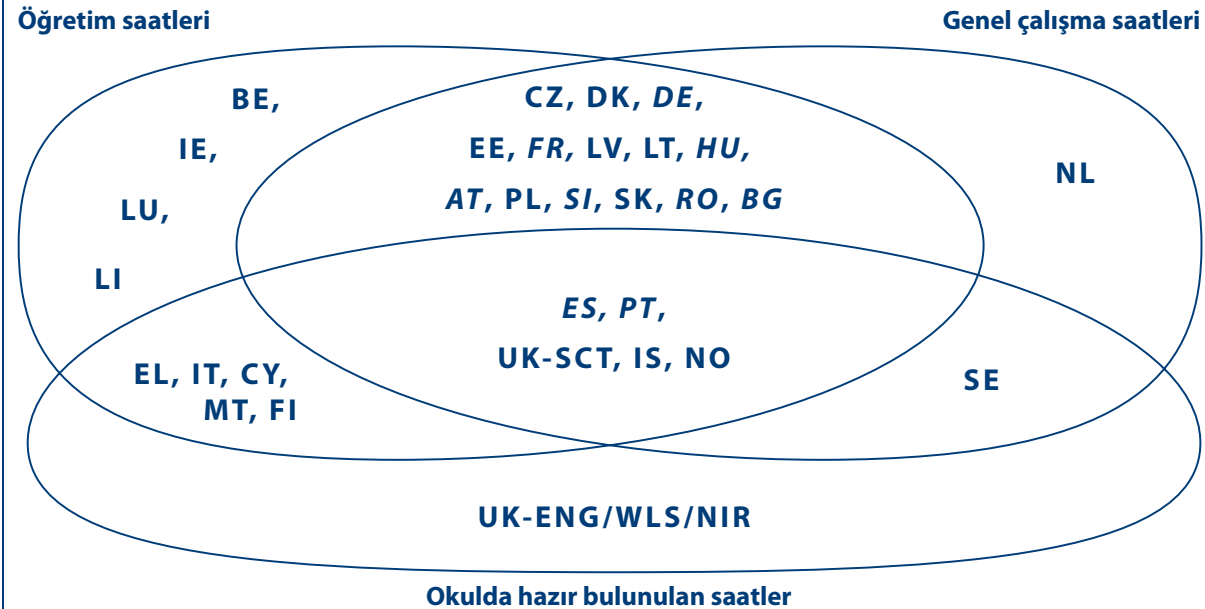 Öğretim saatleri
Genel çalışma saatleri
BE,
CZ, DK, DE,
IE,
EE, FR, LV, LT, HU,
NL
LU,
AT, PL, SI, SK, RO, BG
LI
ES, PT,
UK-SCT, IS, NO
EL, IT, CY,
MT, FI
SE
UK-ENG/WLS/NIR
Okulda hazır bulunulan saatler